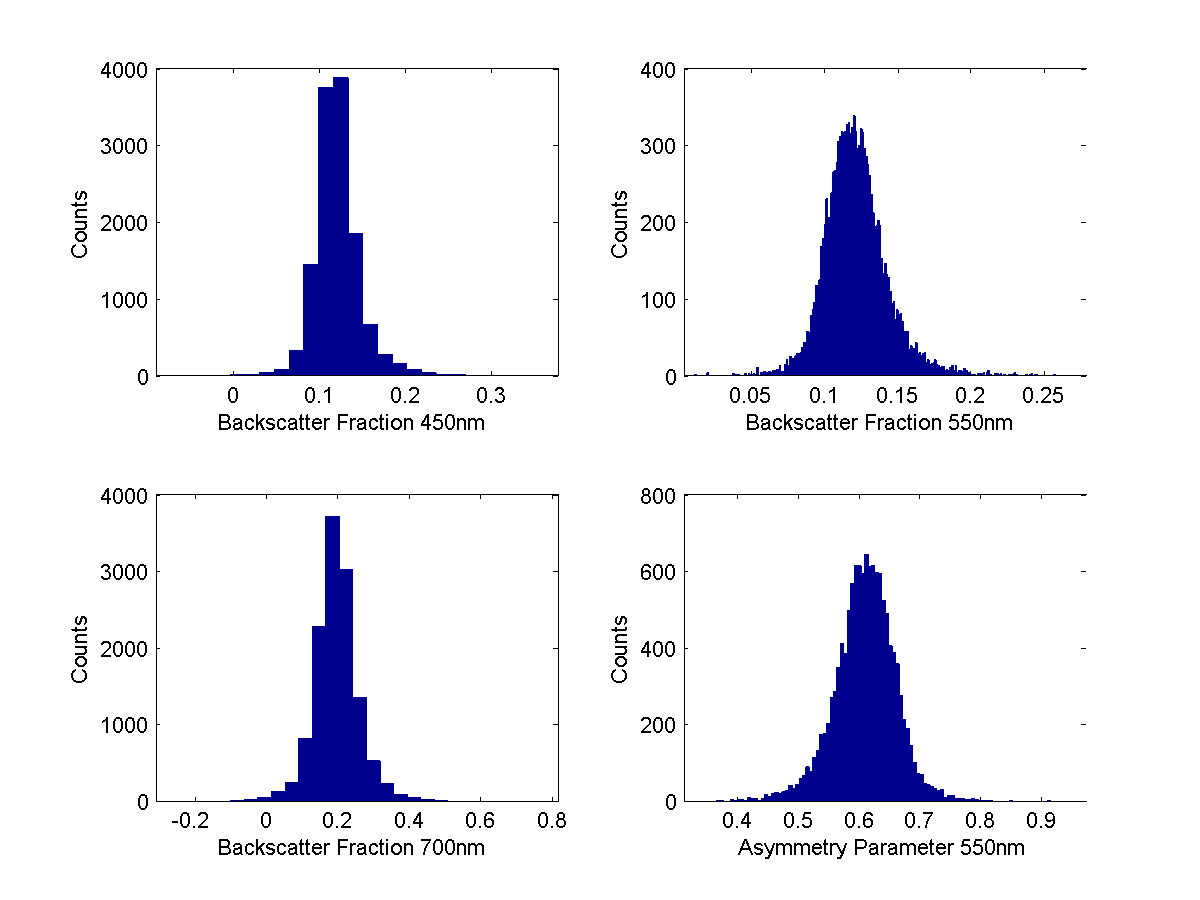 4000
3000
2000
1000
0
Counts
0 0.1 0.2 0.3
Backscatter Fraction 450nm
400
300
200
100
0
Counts
0.05 0.1 0.15 0.2 0.25
Backscatter Fraction 550nm
4000
3000
2000
1000
0
Counts
-0.2 0 0.2 0.4 0.6 0.8
Backscatter Fraction 700nm
800
600
400
200
0
Counts
0.4 0.5 0.6 0.7 0.8 0.9
Asymmetry Parameter 550nm